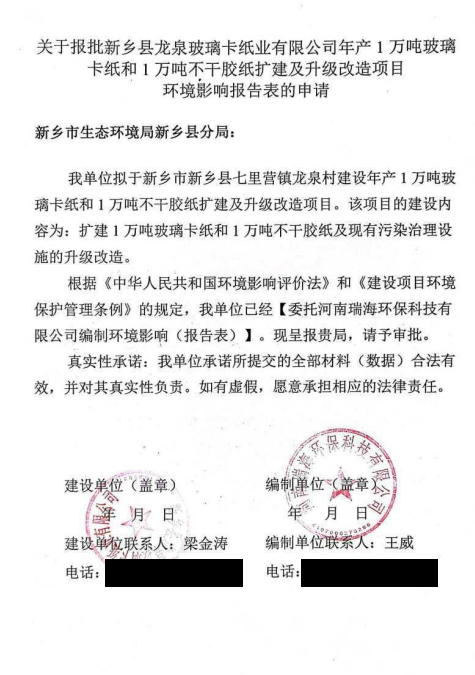 关于报批新乡县龙泉玻璃卡纸业有限公司年产 1 万吨玻璃
卡纸和 1 万吨不干胶纸扩建及升级改造项目
环境影响报告表的申请
新乡市生态环境局新乡县分局：
我单位拟于新乡市新乡县七里营镇龙泉村建设年产 1 万吨玻
璃卡纸和 1 万吨不干胶纸扩建及升级改造项目。该项目的建设内
容为：扩建 1 万吨玻璃卡纸和 1 万吨不干胶纸及现有污染治理设
施的升级改造。
根据《中华人民共和国环境影响评价法》和《建设项目环境
保护管理条例》的规定，我单位已经【委托河南瑞海环保科技有
限公司编制环境影响（报告表）】。现呈报贵局，请予审批。
真实性承诺：我单位承诺所提交的全部材料（数据）合法有
效，并对其真实性负责。如有虚假，愿意承担相应的法律责任。
建设单位（盖章） 编制单位（盖章）
年 月 日 年 月 日
建设单位联系人：梁金涛 编制单位联系人：王威
电话： 电话：
河南瑞海环保科技有限公司